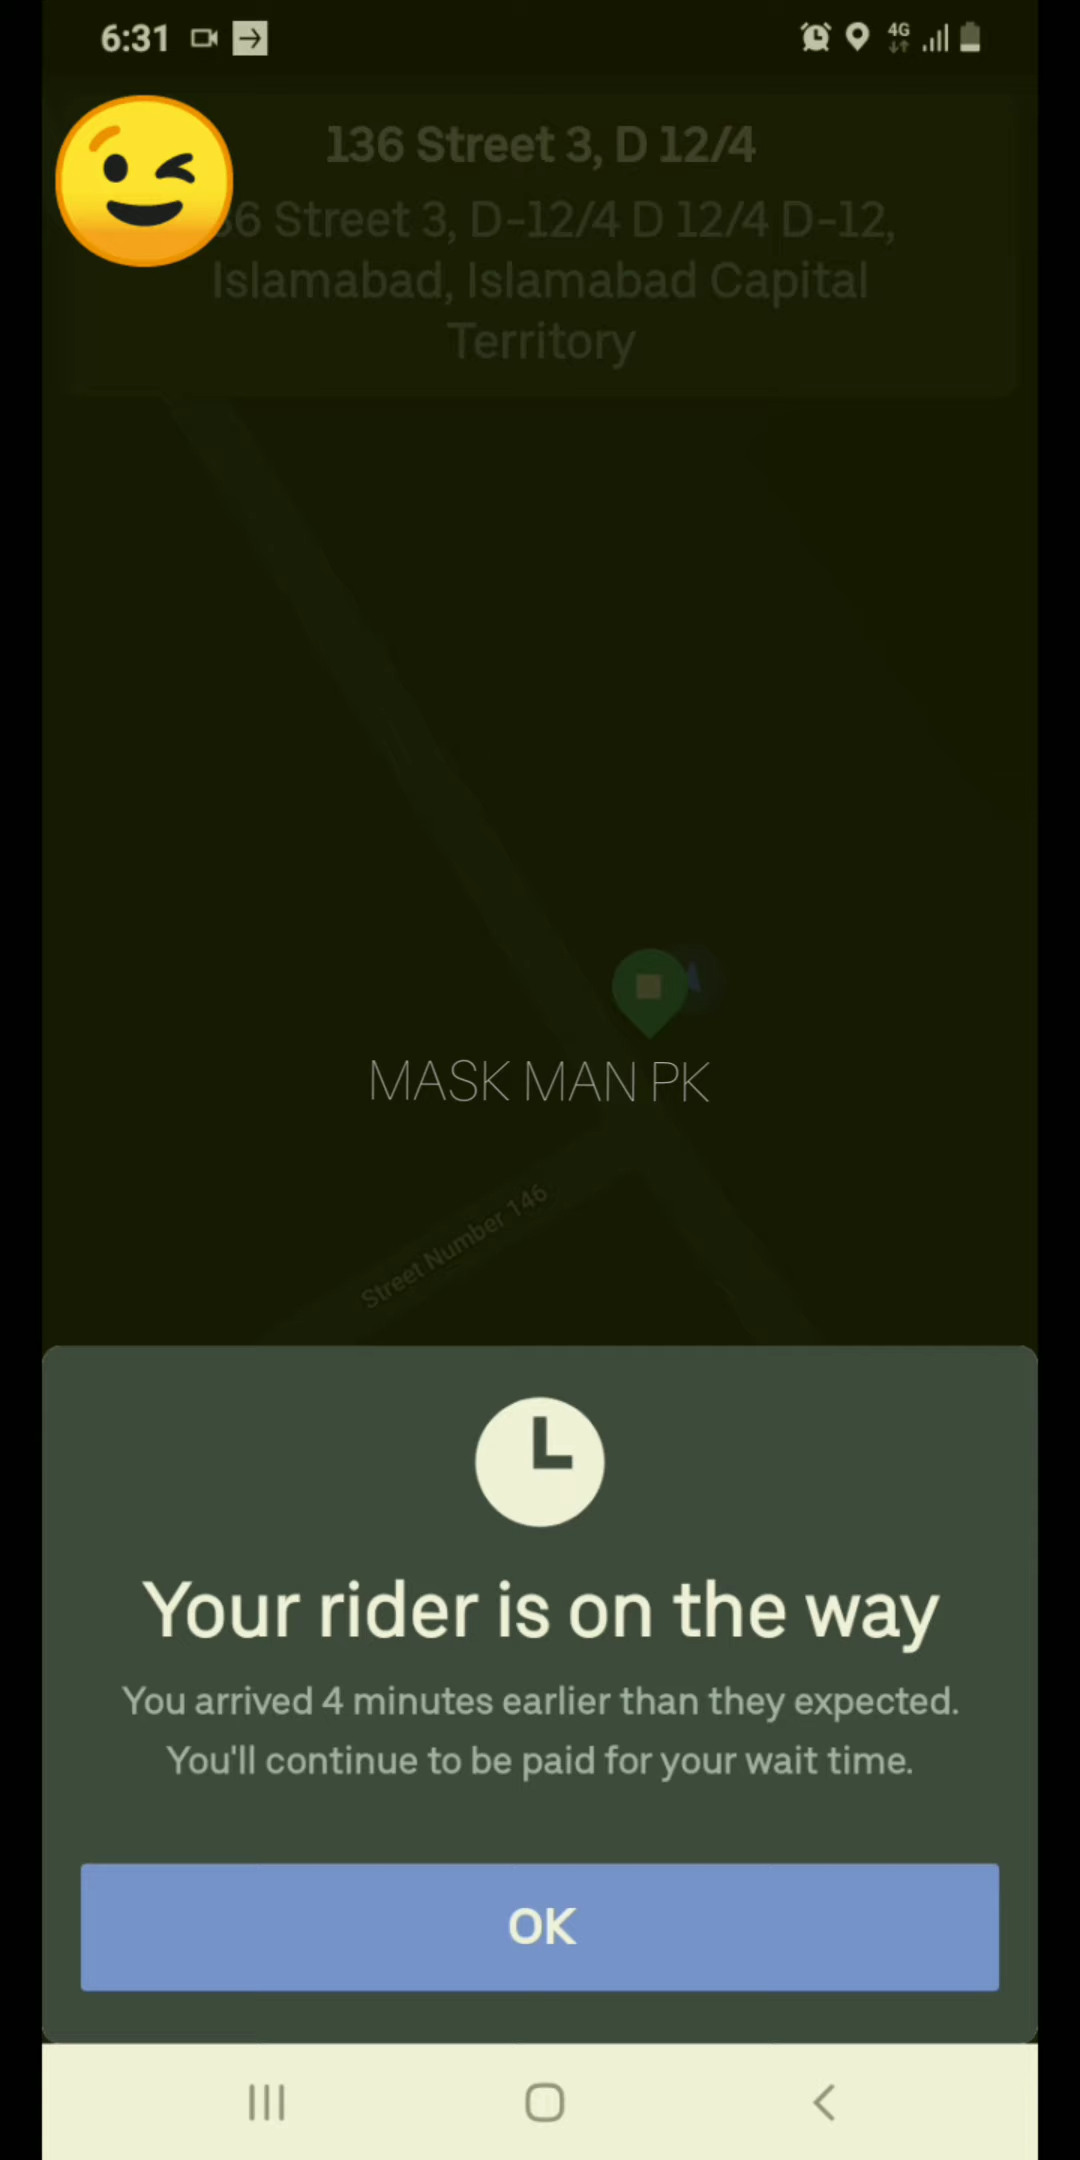 6:31
4G
136 Street 3, D 12/4
36 Street 3, D-12/4 D 12/4 D-12,
Islamabad, Islamabad Capital
Territory
MASK MAN PK
Street Number 146
Your rider is on the way
You arrived 4 minutes earlier than they expected.
You'll continue to be paid for your wait time.
OK